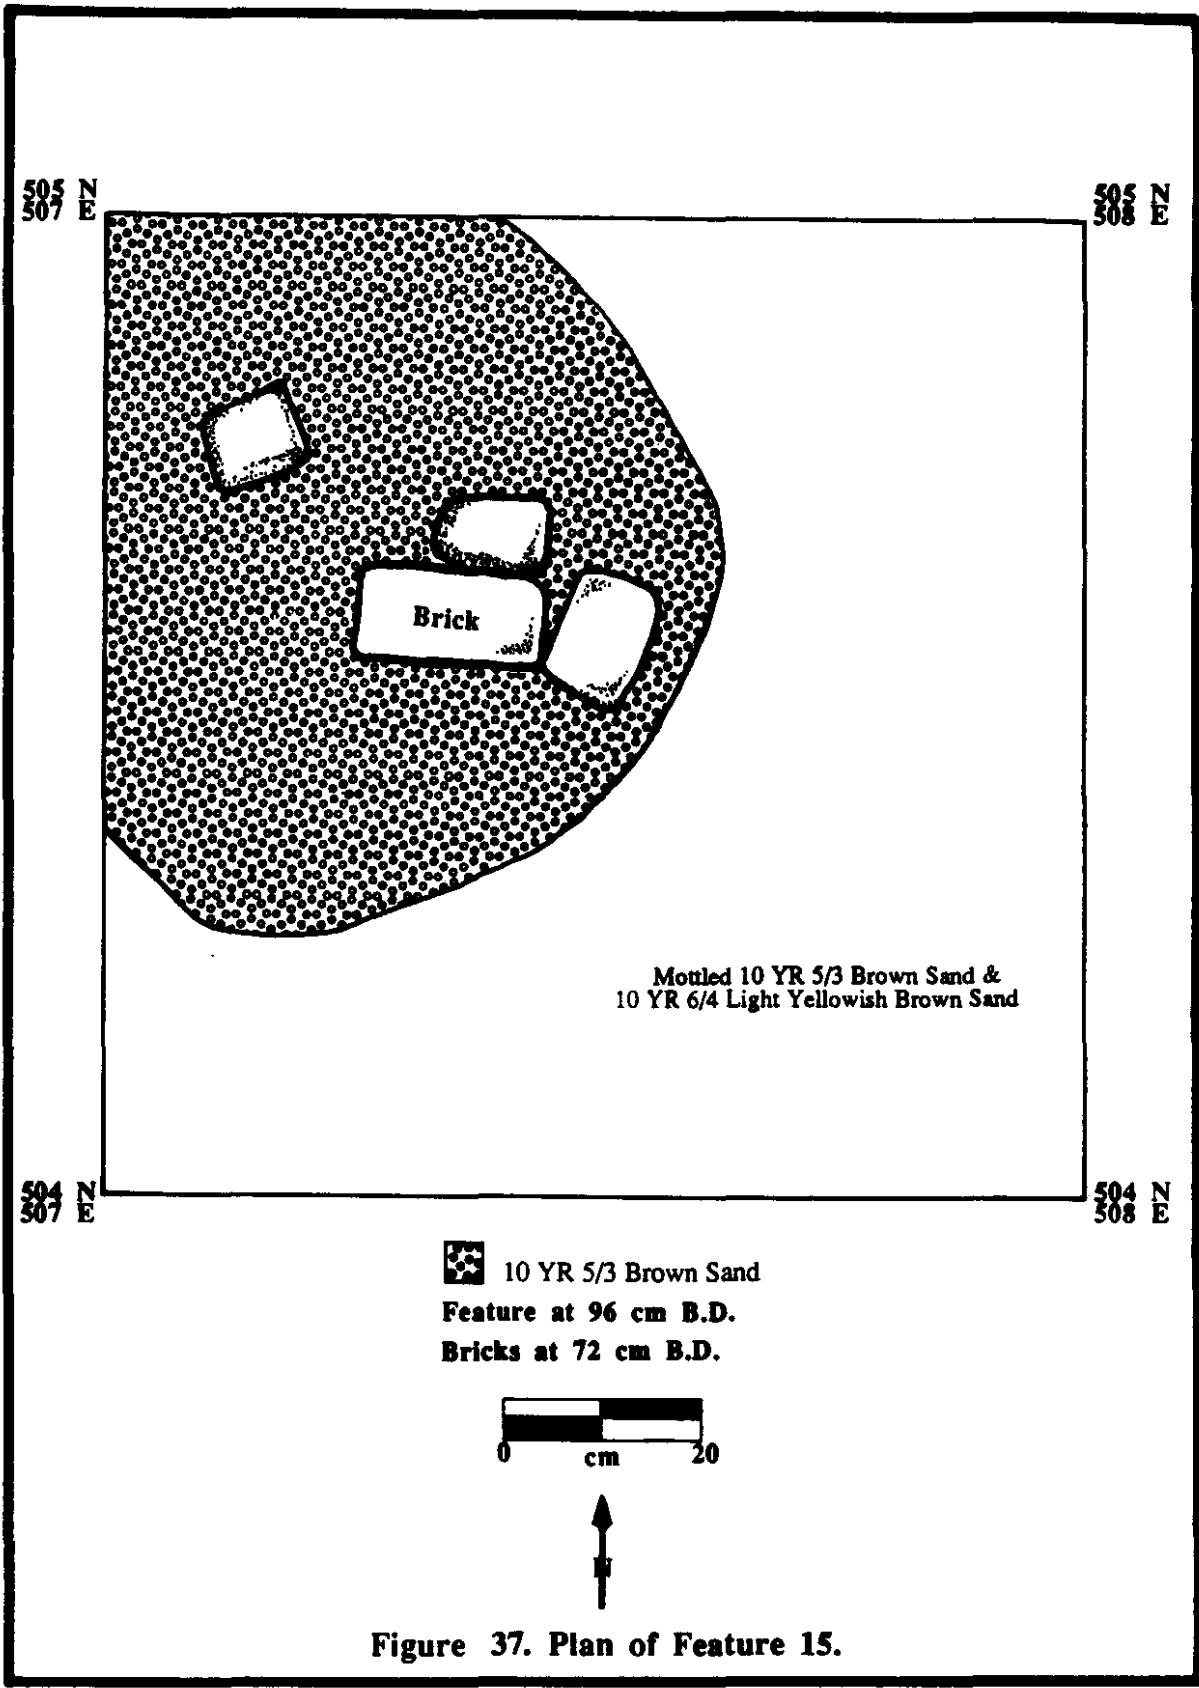 505 N
507 E
505 N
508 E
Brick
Mottled 10 YR 5/3 Brown Sand &
10 YR 6/4 Light Yellowish Brown Sand
504 N
507 E
504 N
508 E
10 YR 5/3 Brown Sand
Feature at 96 cm B.D.
Bricks at 72 cm B.D.
0 cm 20
N
Figure 37. Plan of Feature 15.